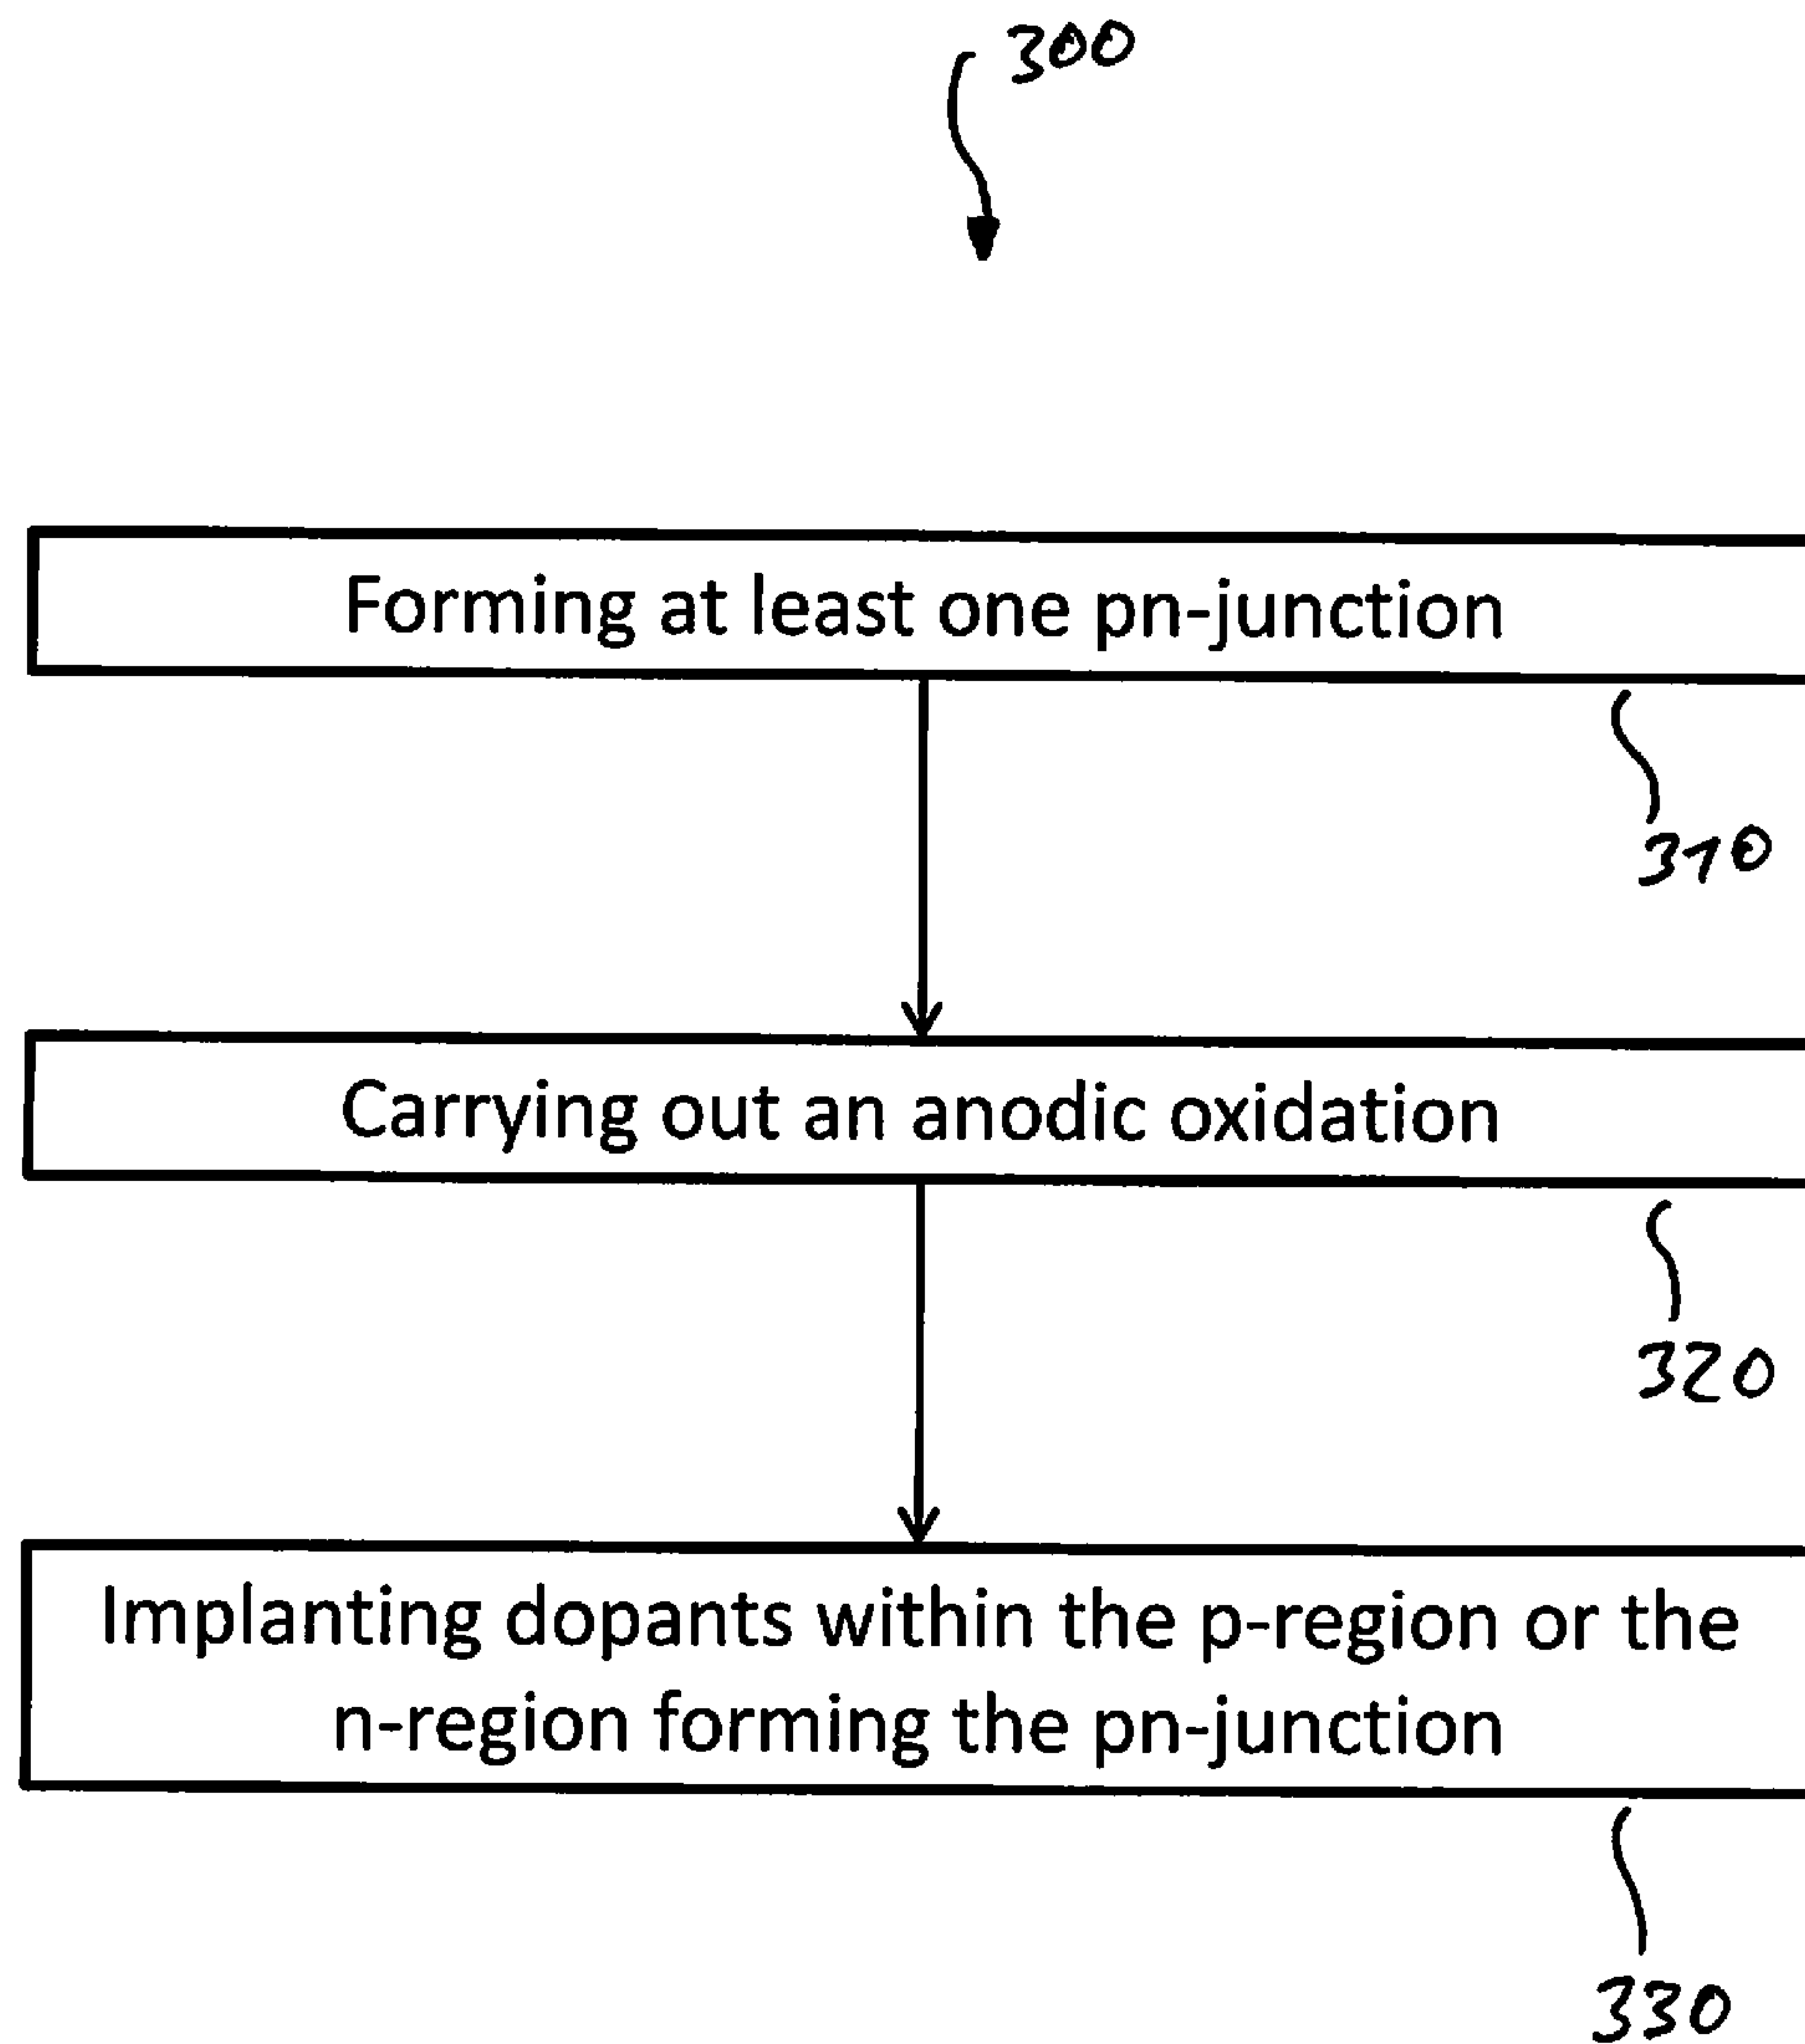 300
Forming at least one pn-junction
310
Carrying out an anodic oxidation
320
Implanting dopants within the p-region or the
n-region forming the pn-junction
330